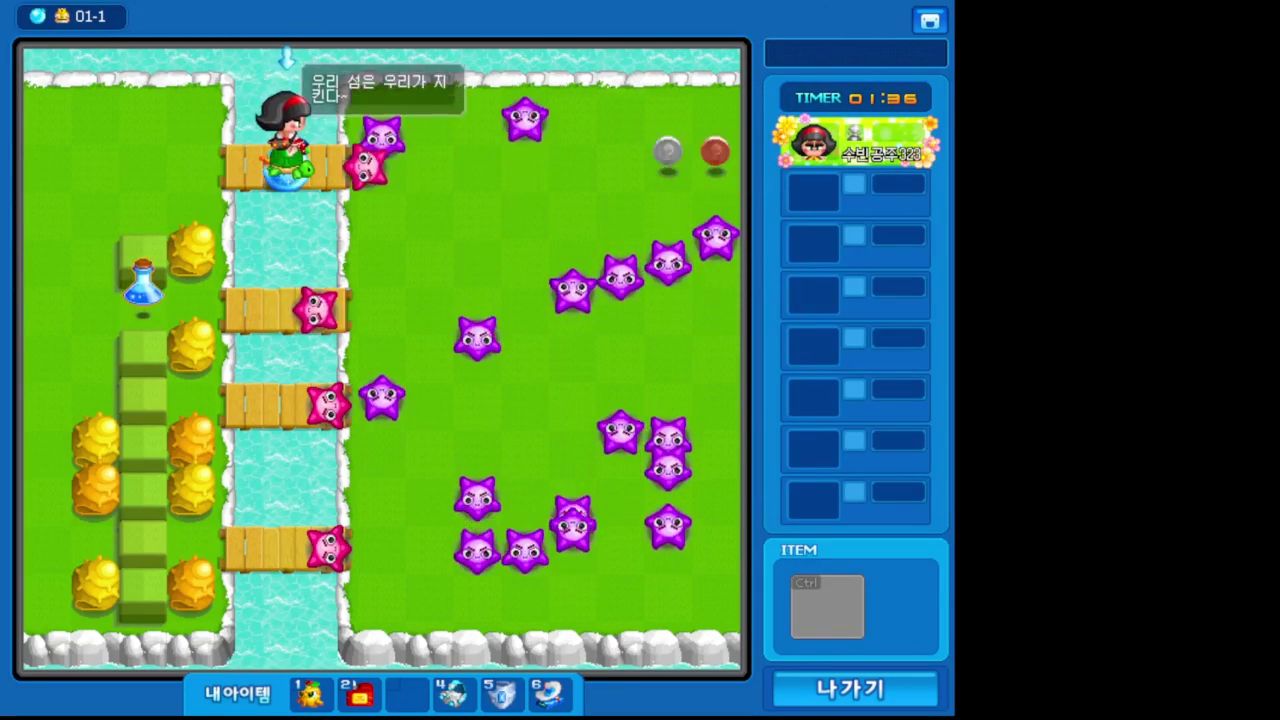 01-1
우리 섬은 우리가 지
킨다~
TIMER 01:36
수빈공주323
ITEM
Ctrl
내아이템
1
2
4
5
6
나가기